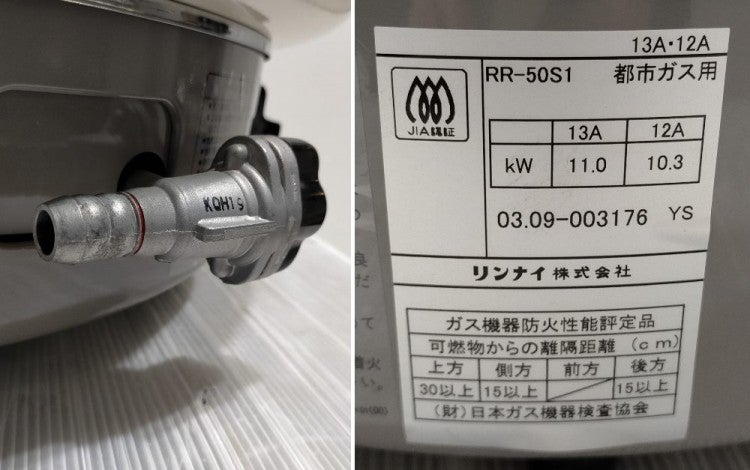 KQH1S
13A・12A
RR-50S1 都市ガス用
JIA認証
13A 12A
kW 11.0 10.3
03.09-003176 YS
リンナイ株式会社
ガス機器防火性能評定品
可燃物からの離隔距離 (cm)
上方 側方 前方 後方
30以上 15以上 15以上
(財)日本ガス機器検査協会